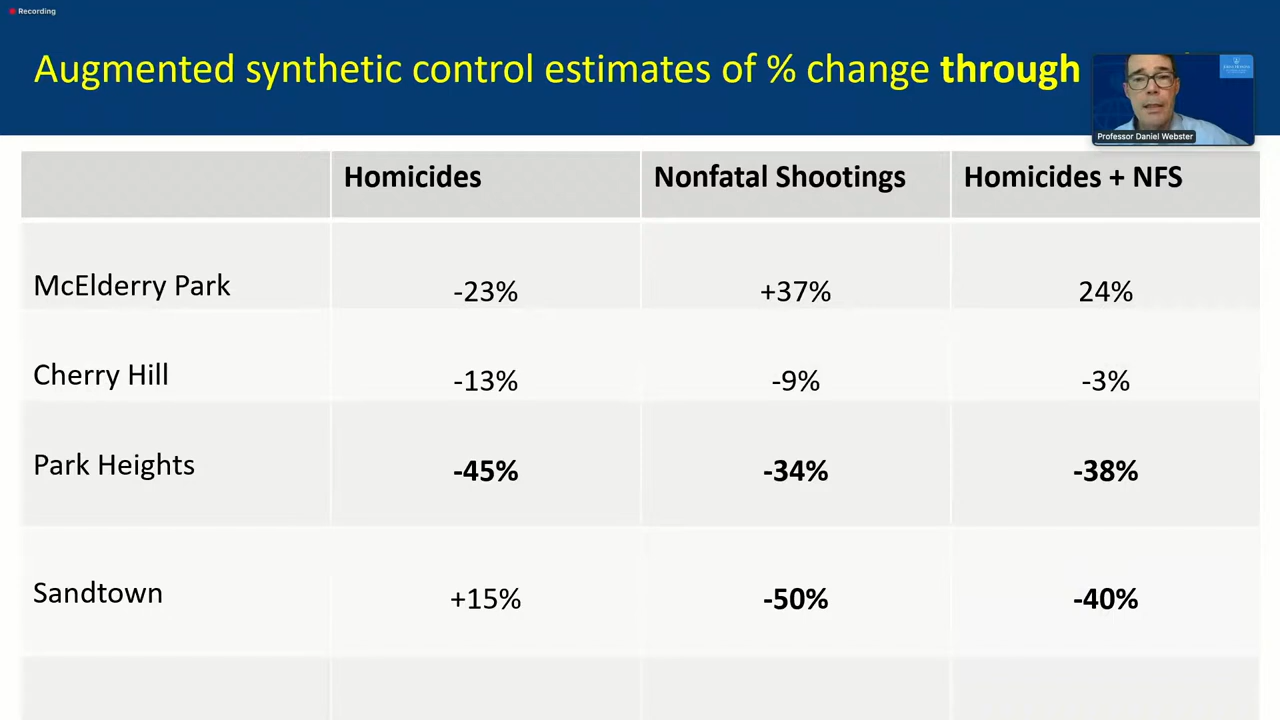 Recording
Augmented synthetic control estimates of % change through
Professor Daniel Webster
Homicides Nonfatal Shootings Homicides + NFS
McElderry Park -23% +37% 24%
Cherry Hill -13% -9% -3%
Park Heights -45% -34% -38%
Sandtown +15% -50% -40%